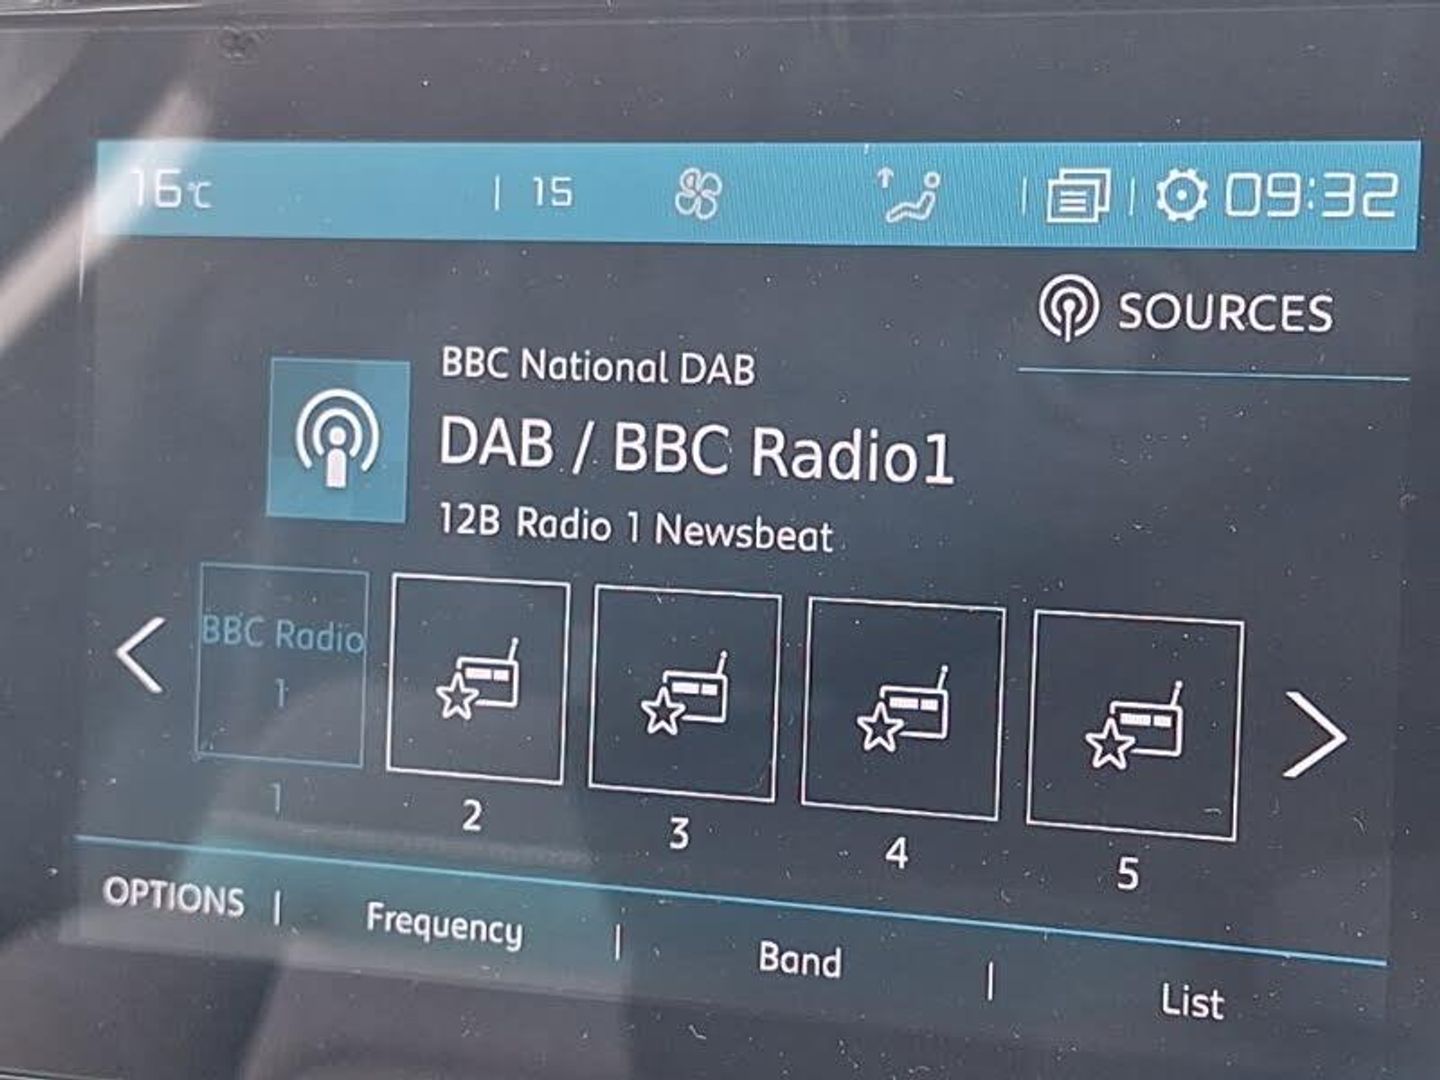 16°C | 15 | | 09:32
SOURCES
BBC National DAB
DAB / BBC Radio1
12B Radio 1 Newsbeat
BBC Radio
1
1 2 3 4 5
OPTIONS | Frequency | Band | List